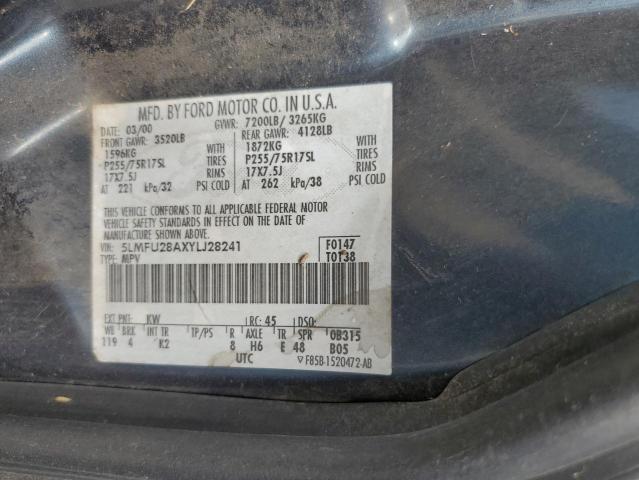 MFD. BY FORD MOTOR CO. IN U.S.A.
DATE: 03/00 GVWR: 7200LB/ 3265KG
FRONT GAWR: 3520LB REAR GAWR: 4128LB
1596KG WITH 1872KG WITH
P255/75R17SL TIRES P255/75R17SL TIRES
17X7.5J RIMS 17X7.5J RIMS
AT 221 kPa/32 PSI COLD AT 262 kPa/38 PSI COLD
THIS VEHICLE CONFORMS TO ALL APPLICABLE FEDERAL MOTOR
VEHICLE SAFETY STANDARDS IN EFFECT ON THE DATE OF
MANUFACTURE SHOWN ABOVE.
VIN: 5LMFU28AXYLJ28241 F0147
TYPE: MPV T0138
EXT PNT: KW RC: 45 DSO:
WB BRK INT TR TP/PS R AXLE TR SPR 0B315
119 4 K2 8 H6 E 48 B05
UTC ▽ F85B-1520472-AB